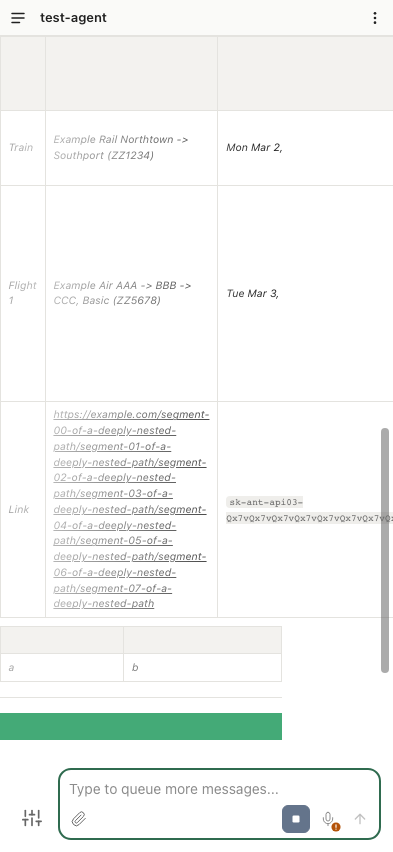 test-agent
Train
Example Rail Northtown ->
Southport (ZZ1234)
Mon Mar 2,
Flight
1
Example Air AAA -> BBB ->
CCC, Basic (ZZ5678)
Tue Mar 3,
Link
https://example.com/segment-
00-of-a-deeply-nested-
path/segment-01-of-a-
deeply-nested-path/segment-
02-of-a-deeply-nested-
path/segment-03-of-a-
deeply-nested-path/segment-
04-of-a-deeply-nested-
path/segment-05-of-a-
deeply-nested-path/segment-
06-of-a-deeply-nested-
path/segment-07-of-a-
deeply-nested-path
sk-ant-api03-
Qx7vQx7vQx7vQx7vQx7vQx7vQx7vQx
a
b
Type to queue more messages...